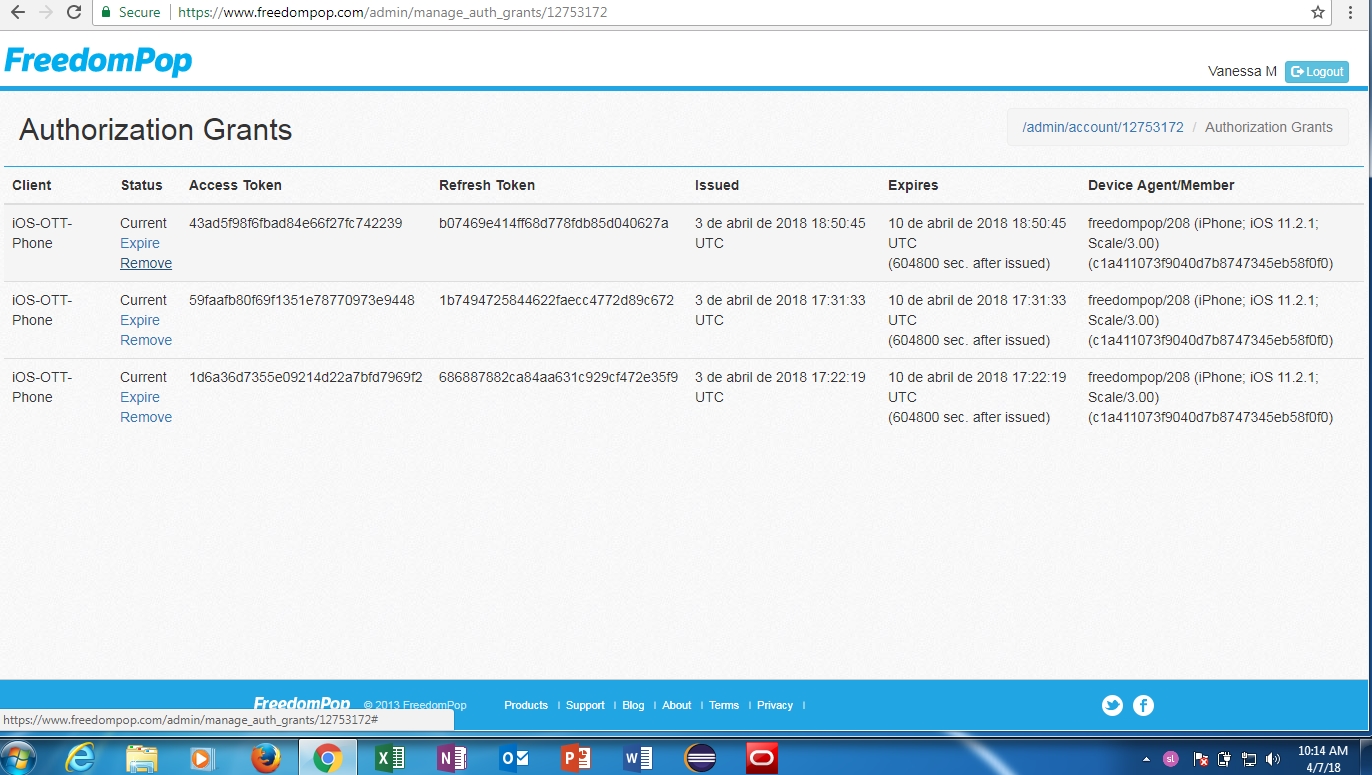 Secure https://www.freedompop.com/admin/manage_auth_grants/12753172
FreedomPop
Vanessa M Logout
Authorization Grants
/admin/account/12753172 / Authorization Grants
Client Status Access Token Refresh Token Issued Expires Device Agent/Member
iOS-OTT- Current 43ad5f98f6fbad84e66f27fc742239 b07469e414ff68d778fdb85d040627a 3 de abril de 2018 18:50:45 10 de abril de 2018 18:50:45 freedompop/208 (iPhone; iOS 11.2.1;
Phone Expire UTC UTC Scale/3.00)
Remove (604800 sec. after issued) (c1a411073f9040d7b8747345eb58f0f0)
iOS-OTT- Current 59faafb80f69f1351e78770973e9448 1b7494725844622faecc4772d89c672 3 de abril de 2018 17:31:33 10 de abril de 2018 17:31:33 freedompop/208 (iPhone; iOS 11.2.1;
Phone Expire UTC UTC Scale/3.00)
Remove (604800 sec. after issued) (c1a411073f9040d7b8747345eb58f0f0)
iOS-OTT- Current 1d6a36d7355e09214d22a7bfd7969f2 686887882ca84aa631c929cf472e35f9 3 de abril de 2018 17:22:19 10 de abril de 2018 17:22:19 freedompop/208 (iPhone; iOS 11.2.1;
Phone Expire UTC UTC Scale/3.00)
Remove (604800 sec. after issued) (c1a411073f9040d7b8747345eb58f0f0)
FreedomPop © 2013 FreedomPop Products | Support | Blog | About | Terms | Privacy |
https://www.freedompop.com/admin/manage_auth_grants/12753172#
10:14 AM
4/7/18